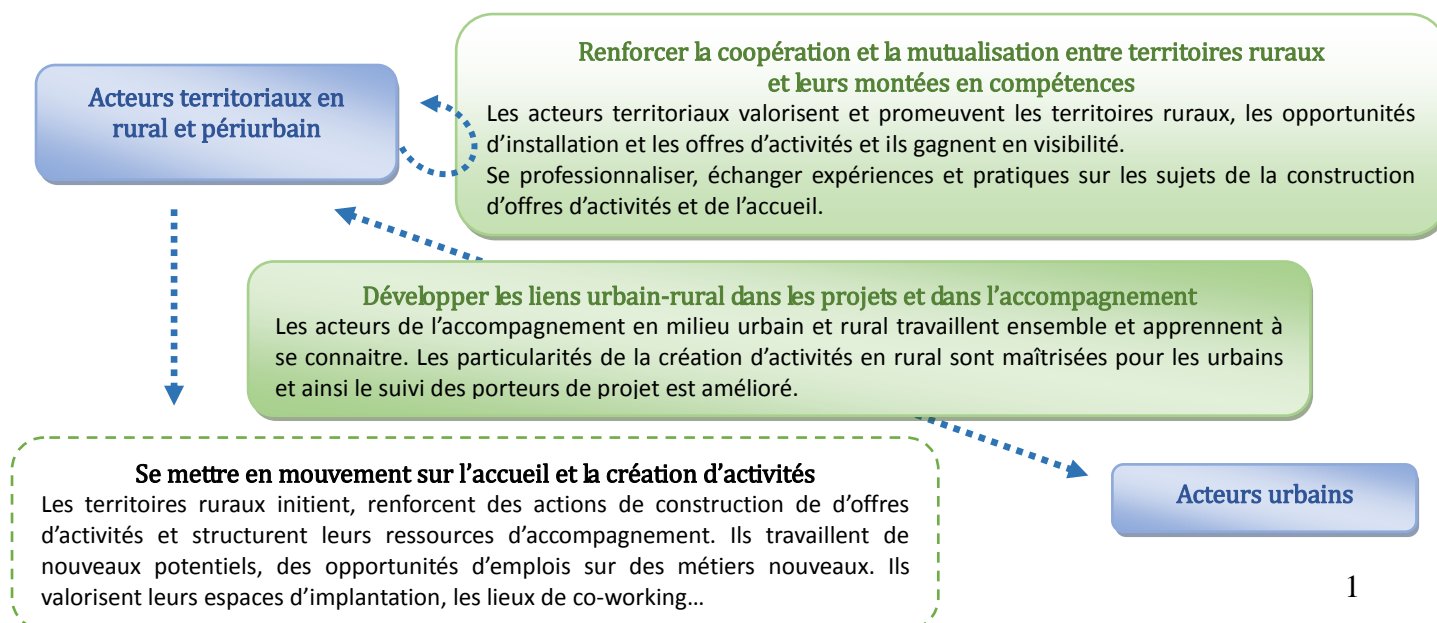 Renforcer la coopération et la mutualisation entre territoires ruraux
et leurs montées en compétences
Les acteurs territoriaux valorisent et promeuvent les territoires ruraux, les opportunités
d’installation et les offres d’activités et ils gagnent en visibilité.
Se professionnaliser, échanger expériences et pratiques sur les sujets de la construction
d’offres d’activités et de l’accueil.
Acteurs territoriaux en
rural et périurbain
Développer les liens urbain-rural dans les projets et dans l’accompagnement
Les acteurs de l’accompagnement en milieu urbain et rural travaillent ensemble et apprennent à
se connaitre. Les particularités de la création d’activités en rural sont maîtrisées pour les urbains
et ainsi le suivi des porteurs de projet est amélioré.
Se mettre en mouvement sur l’accueil et la création d’activités
Les territoires ruraux initient, renforcent des actions de construction de d’offres
d’activités et structurent leurs ressources d’accompagnement. Ils travaillent de
nouveaux potentiels, des opportunités d’emplois sur des métiers nouveaux. Ils
valorisent leurs espaces d’implantation, les lieux de co-working…
Acteurs urbains
1